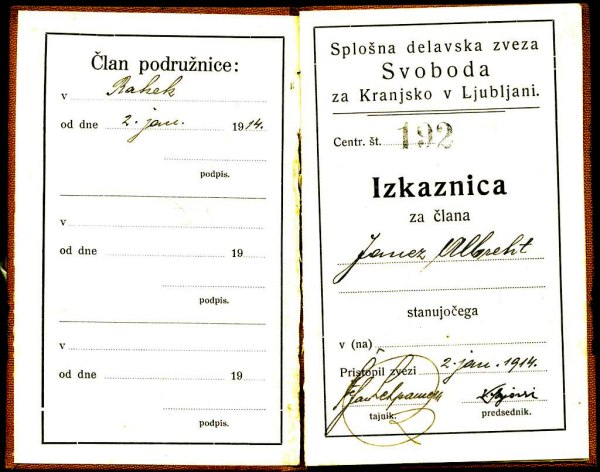 Član podružnice:
v Rakek
od dne 2. jan. 1914.
podpis.
v
od dne 19
podpis.
v
od dne 19
podpis.
Splošna delavska zveza
Svoboda
za Kranjsko v Ljubljani.
Centr. št. 192
Izkaznica
za člana
Janez Albreht
stanujočega
v (na)
Pristopil zvezi 2. jan. 1914.
tajnik. predsednik.